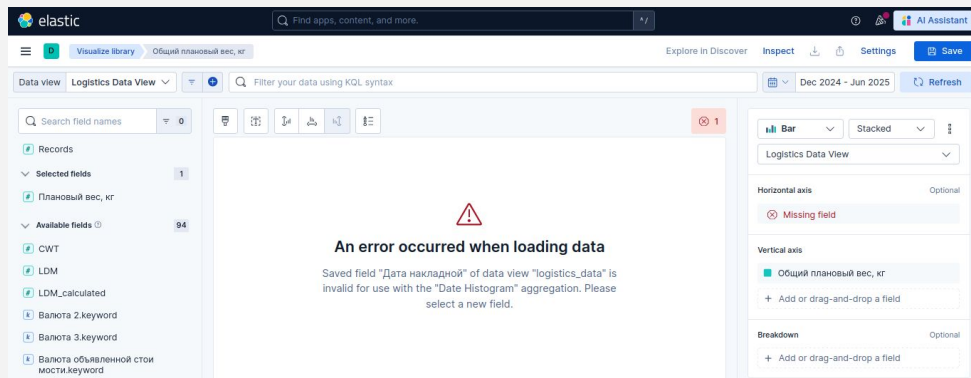 elastic
Find apps, content, and more.
^/
AI Assistant
D
Visualize library
Общий плановый вес, кг
Explore in Discover
Inspect
Settings
Save
Data view
Logistics Data View
Filter your data using KQL syntax
Dec 2024 - Jun 2025
Refresh
Search field names
0
Records
Selected fields
1
Плановый вес, кг
Available fields
94
CWT
LDM
LDM_calculated
Валюта 2.keyword
Валюта 3.keyword
Валюта объявленной стои
мости.keyword
1
An error occurred when loading data
Saved field "Дата накладной" of data view "logistics_data" is
invalid for use with the "Date Histogram" aggregation. Please
select a new field.
Bar
Stacked
Logistics Data View
Horizontal axis
Optional
Missing field
Vertical axis
Общий плановый вес, кг
+ Add or drag-and-drop a field
Breakdown
Optional
+ Add or drag-and-drop a field